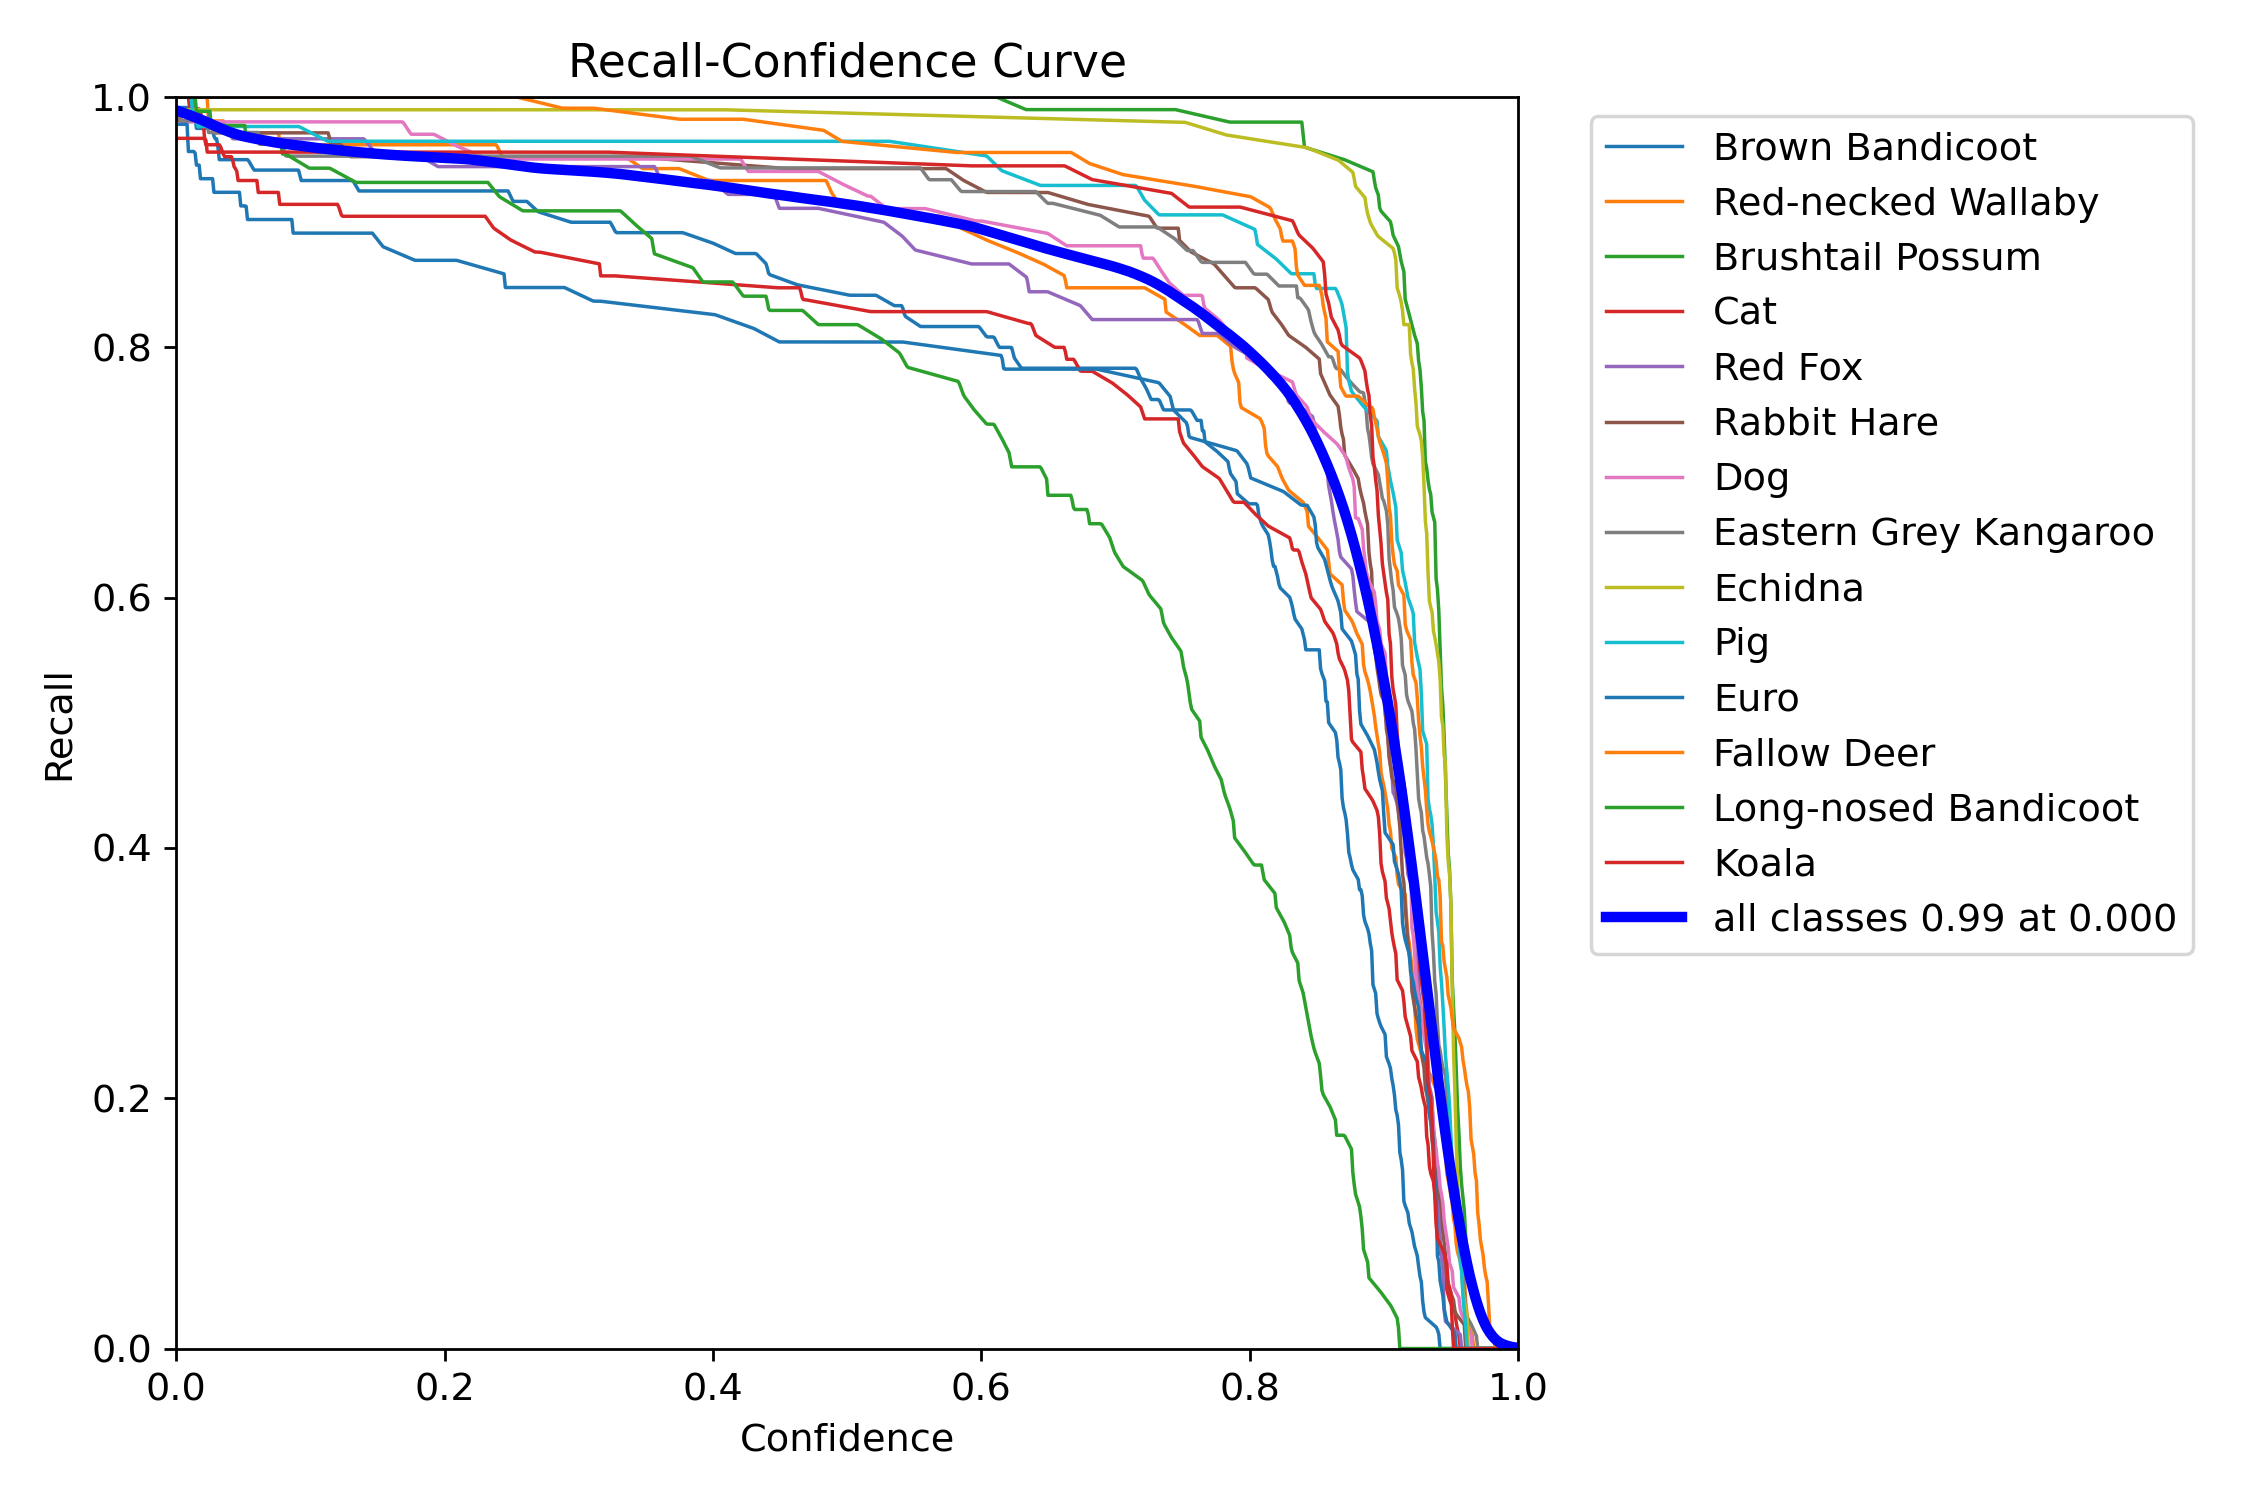 Recall-Confidence Curve
1.0
0.8
0.6
0.4
0.2
0.0
Recall
0.0 0.2 0.4 0.6 0.8 1.0
Confidence
Brown Bandicoot
Red-necked Wallaby
Brushtail Possum
Cat
Red Fox
Rabbit Hare
Dog
Eastern Grey Kangaroo
Echidna
Pig
Euro
Fallow Deer
Long-nosed Bandicoot
Koala
all classes 0.99 at 0.000